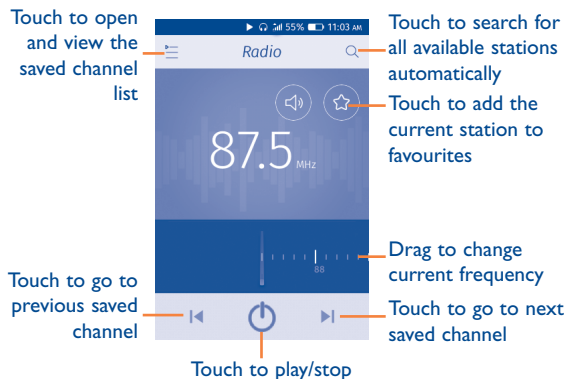 Touch to open
and view the
saved channel
list
55% 11:03 AM
Radio
Touch to search for
all available stations
automatically
Touch to add the
current station to
favourites
87.5 MHz
88
Drag to change
current frequency
Touch to go to
previous saved
channel
Touch to go to next
saved channel
Touch to play/stop